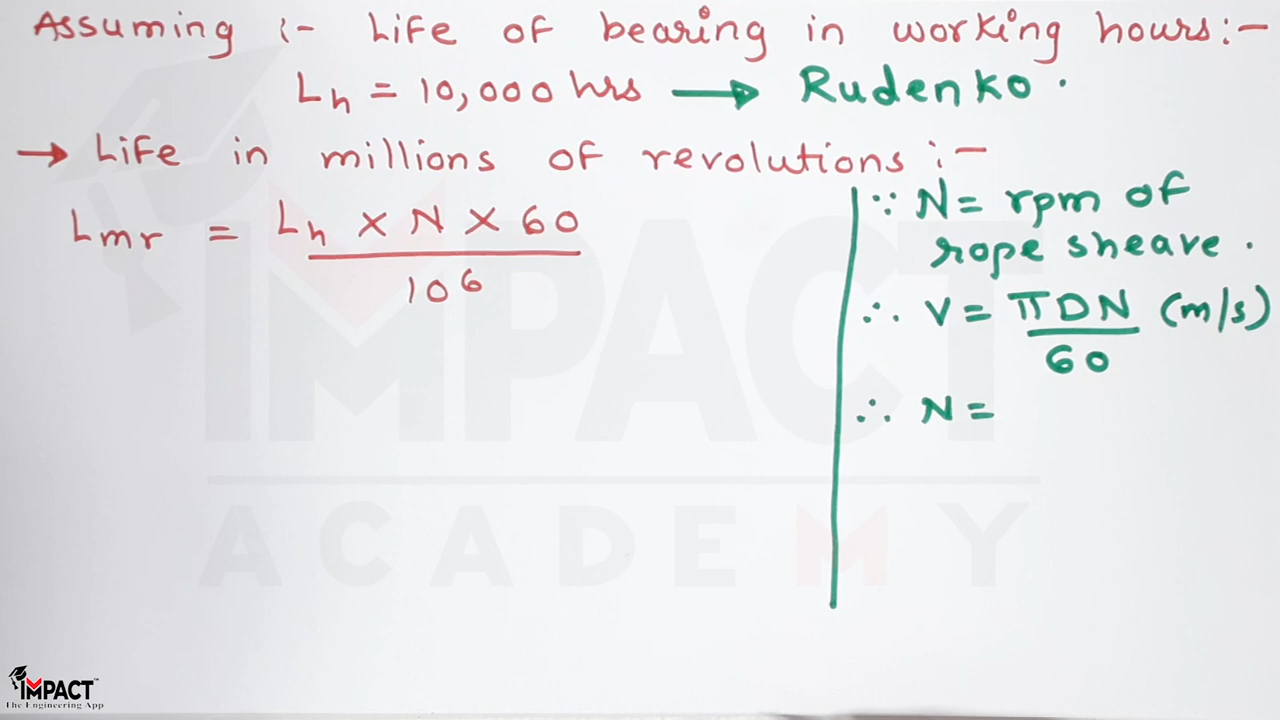 Assuming :- Life of bearing in working hours:-
Lh = 10,000 hrs → Rudenko.
→ Life in millions of revolutions :-
Lmr = Lh × N × 60
10^6
∵ N = rpm of
rope sheave.
∴ V = πDN (m/s)
60
∴ N =
IMPACT
ACADEMY
IMPACT™
The Engineering App